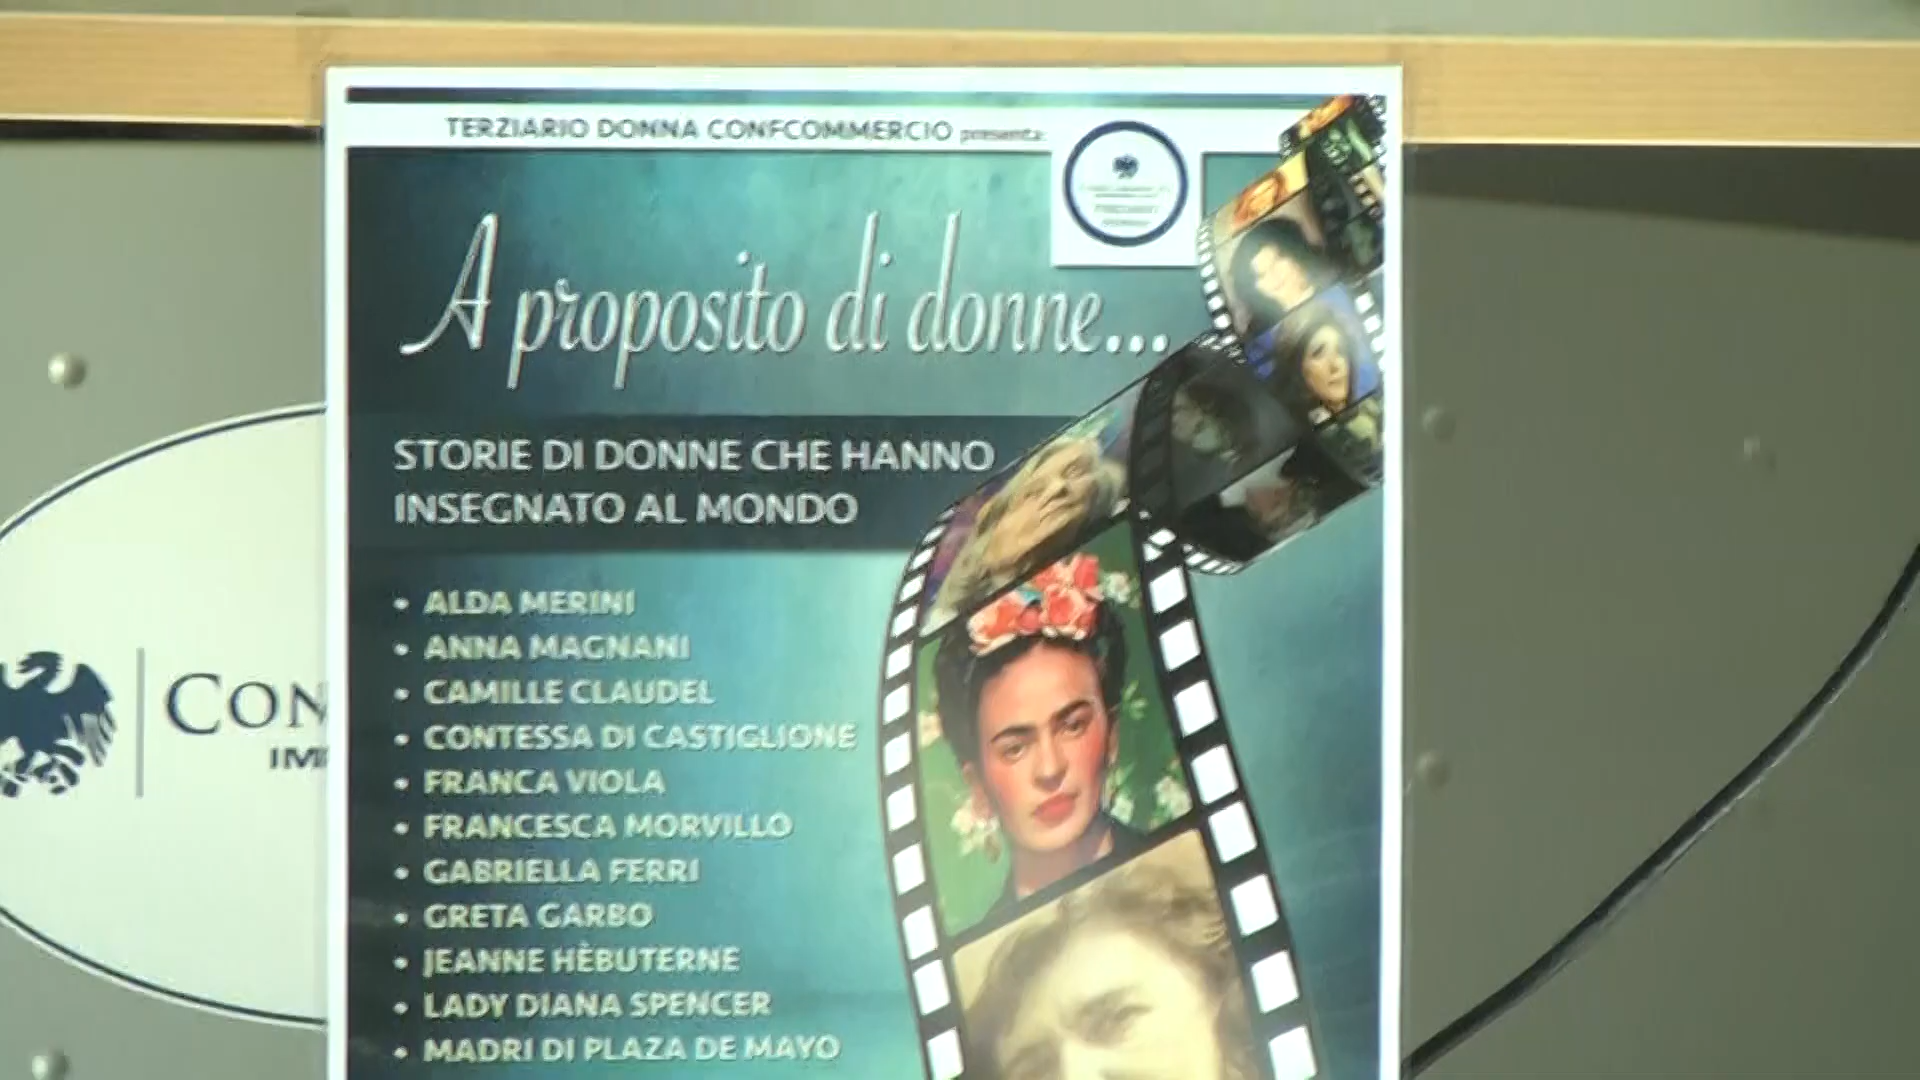 TERZIARIO DONNA CONFCOMMERCIO presenta:
A proposito di donne...
STORIE DI DONNE CHE HANNO
INSEGNATO AL MONDO
• ALDA MERINI
• ANNA MAGNANI
• CAMILLE CLAUDEL
• CONTESSA DI CASTIGLIONE
• FRANCA VIOLA
• FRANCESCA MORVILLO
• GABRIELLA FERRI
• GRETA GARBO
• JEANNE HÈBUTERNE
• LADY DIANA SPENCER
• MADRI DI PLAZA DE MAYO
CON
IM